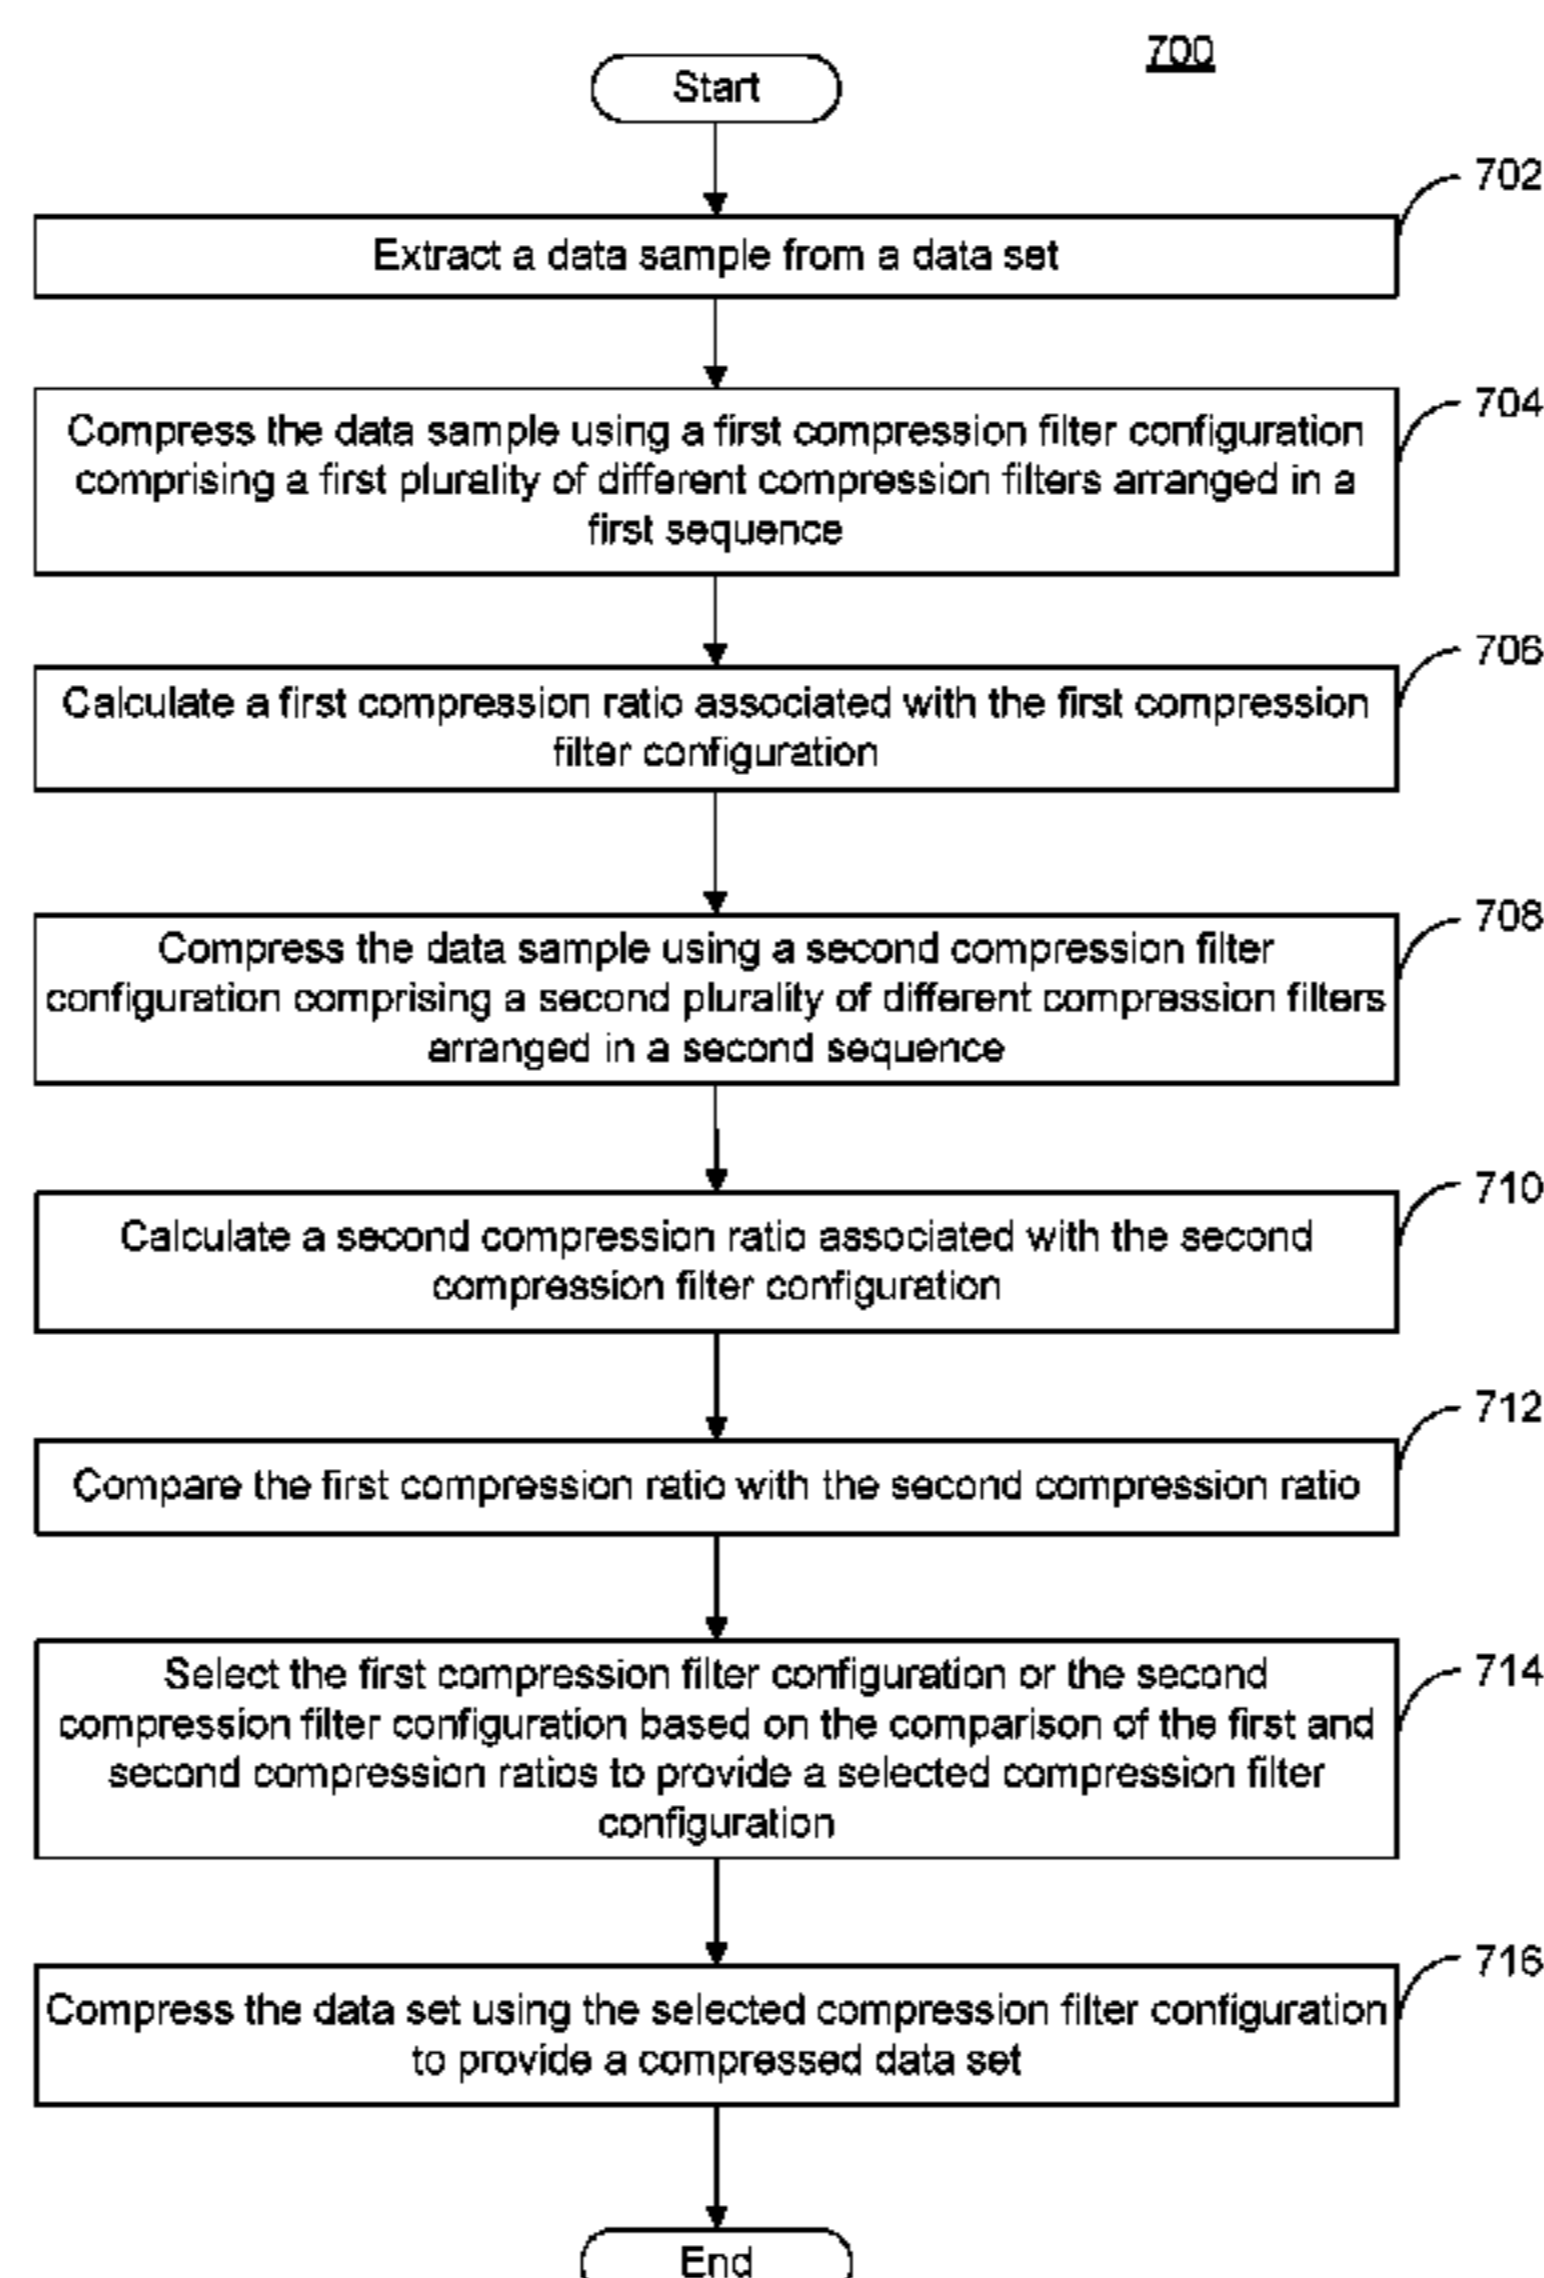 700
Start
702
Extract a data sample from a data set
704
Compress the data sample using a first compression filter configuration
comprising a first plurality of different compression filters arranged in a
first sequence
706
Calculate a first compression ratio associated with the first compression
filter configuration
708
Compress the data sample using a second compression filter
configuration comprising a second plurality of different compression filters
arranged in a second sequence
710
Calculate a second compression ratio associated with the second
compression filter configuration
712
Compare the first compression ratio with the second compression ratio
714
Select the first compression filter configuration or the second
compression filter configuration based on the comparison of the first and
second compression ratios to provide a selected compression filter
configuration
716
Compress the data set using the selected compression filter configuration
to provide a compressed data set
End